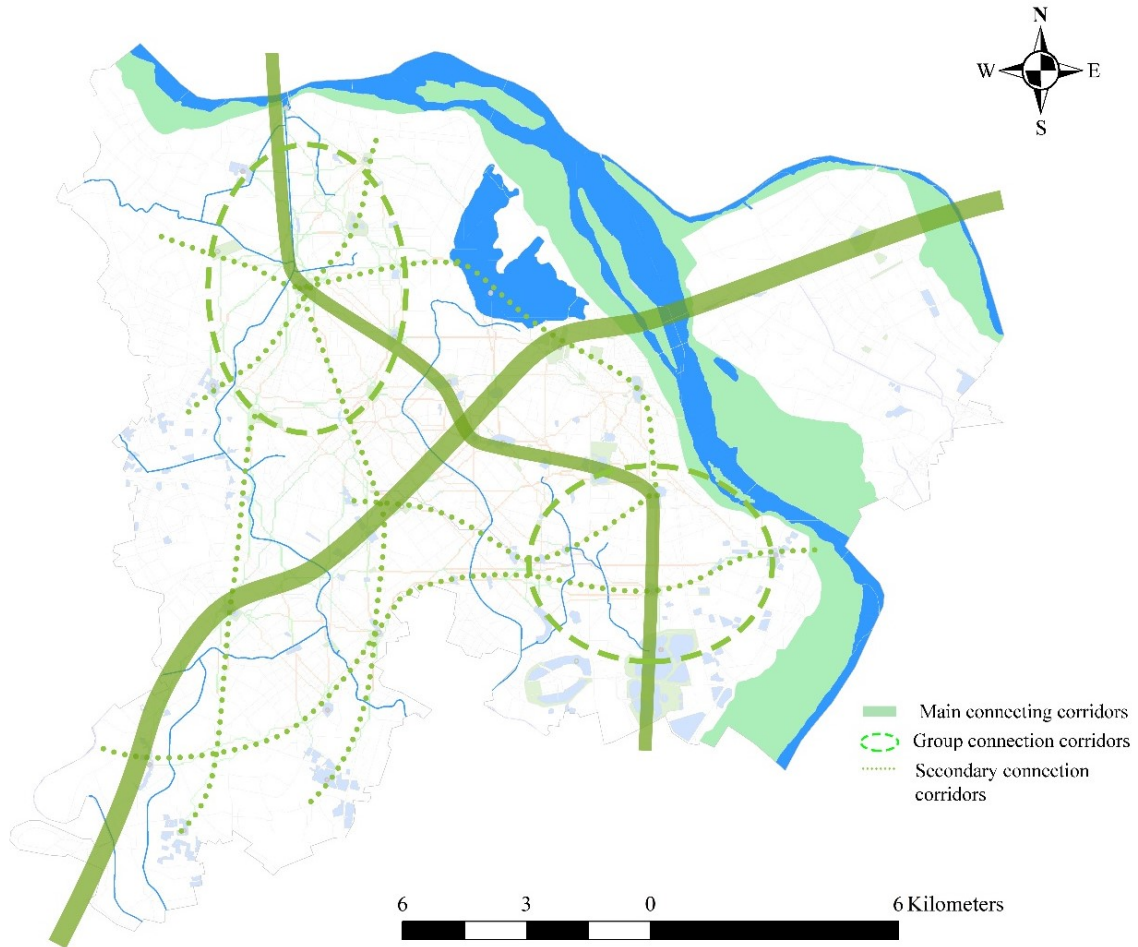 N
W E
S
Main connecting corridors
Group connection corridors
Secondary connection
corridors
6 3 0 6 Kilometers